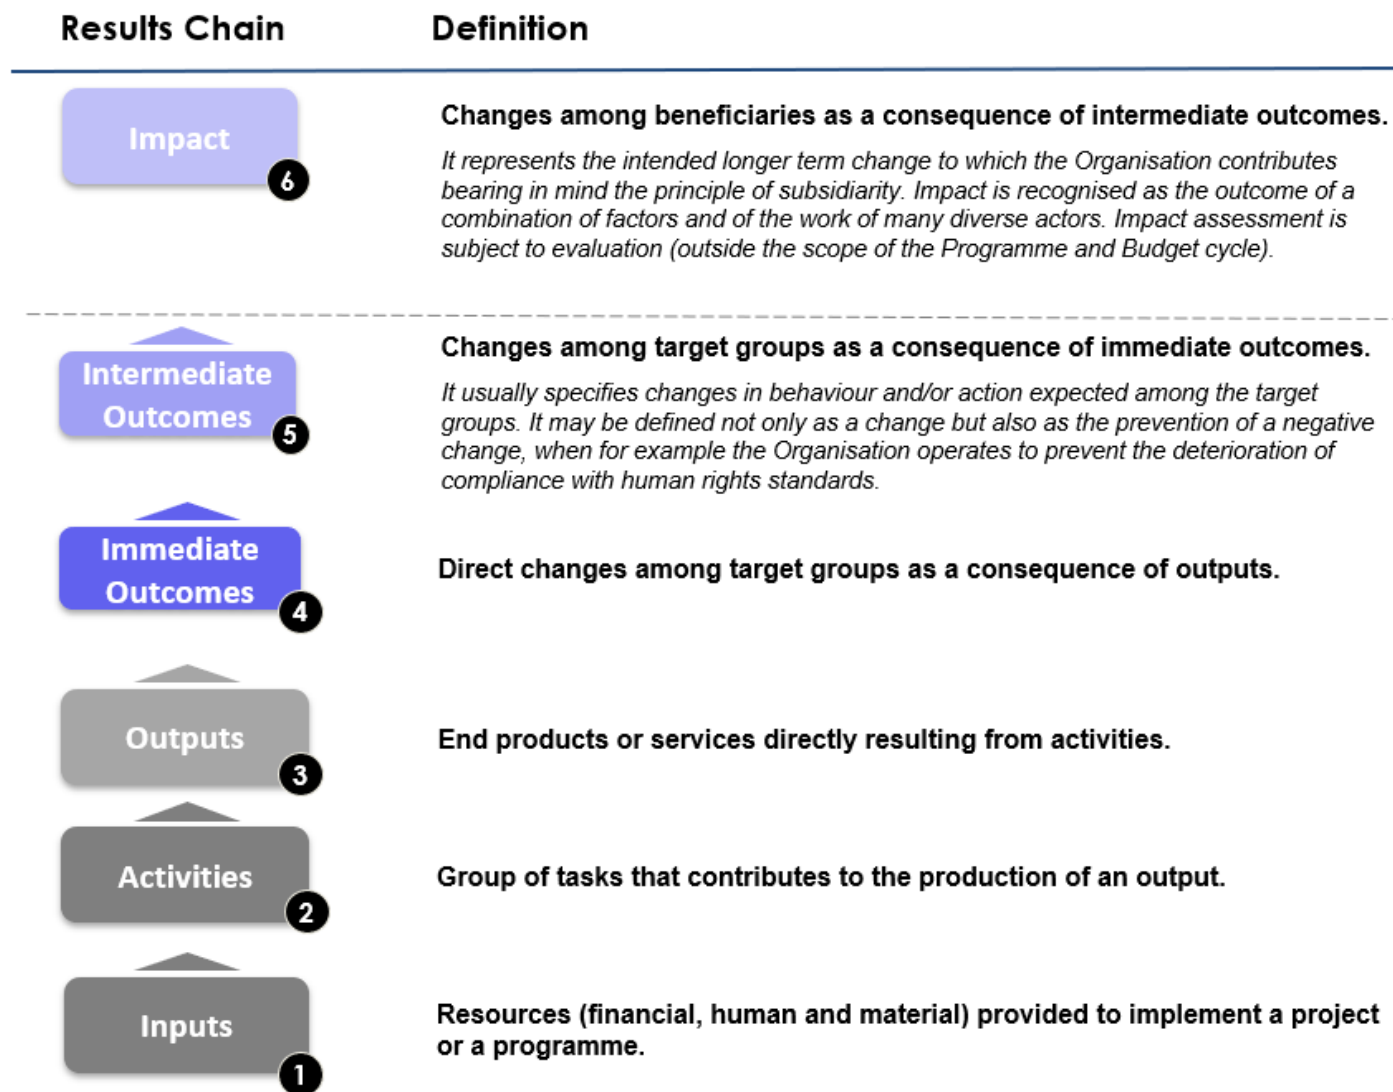 Results Chain
Definition
Impact
6
Changes among beneficiaries as a consequence of intermediate outcomes.
It represents the intended longer term change to which the Organisation contributes
bearing in mind the principle of subsidiarity. Impact is recognised as the outcome of a
combination of factors and of the work of many diverse actors. Impact assessment is
subject to evaluation (outside the scope of the Programme and Budget cycle).
Intermediate
Outcomes
5
Changes among target groups as a consequence of immediate outcomes.
It usually specifies changes in behaviour and/or action expected among the target
groups. It may be defined not only as a change but also as the prevention of a negative
change, when for example the Organisation operates to prevent the deterioration of
compliance with human rights standards.
Immediate
Outcomes
4
Direct changes among target groups as a consequence of outputs.
Outputs
3
End products or services directly resulting from activities.
Activities
2
Group of tasks that contributes to the production of an output.
Inputs
1
Resources (financial, human and material) provided to implement a project
or a programme.